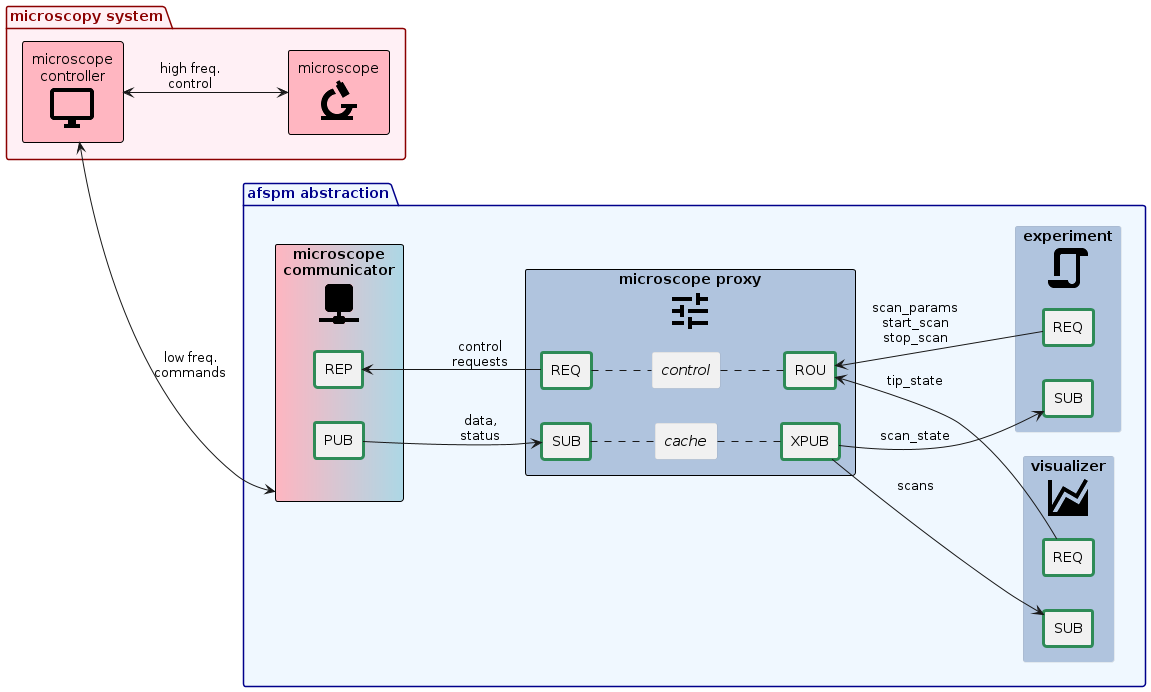 microscopy system
microscope
controller
high freq.
control
microscope
low freq.
commands
afspm abstraction
microscope
communicator
REP
PUB
control
requests
data,
status
microscope proxy
REQ
control
ROU
SUB
cache
XPUB
scan_params
start_scan
stop_scan
tip_state
scan_state
scans
experiment
REQ
SUB
visualizer
REQ
SUB